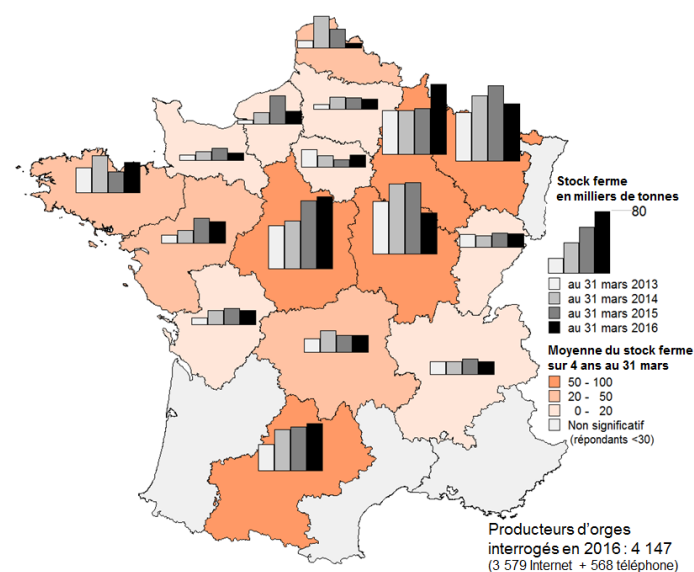 Stock ferme
en milliers de tonnes
80
au 31 mars 2013
au 31 mars 2014
au 31 mars 2015
au 31 mars 2016
Moyenne du stock ferme
sur 4 ans au 31 mars
50 - 100
20 - 50
0 - 20
Non significatif
(répondants <30)
Producteurs d'orges
interrogés en 2016 : 4 147
(3 579 Internet + 568 téléphone)